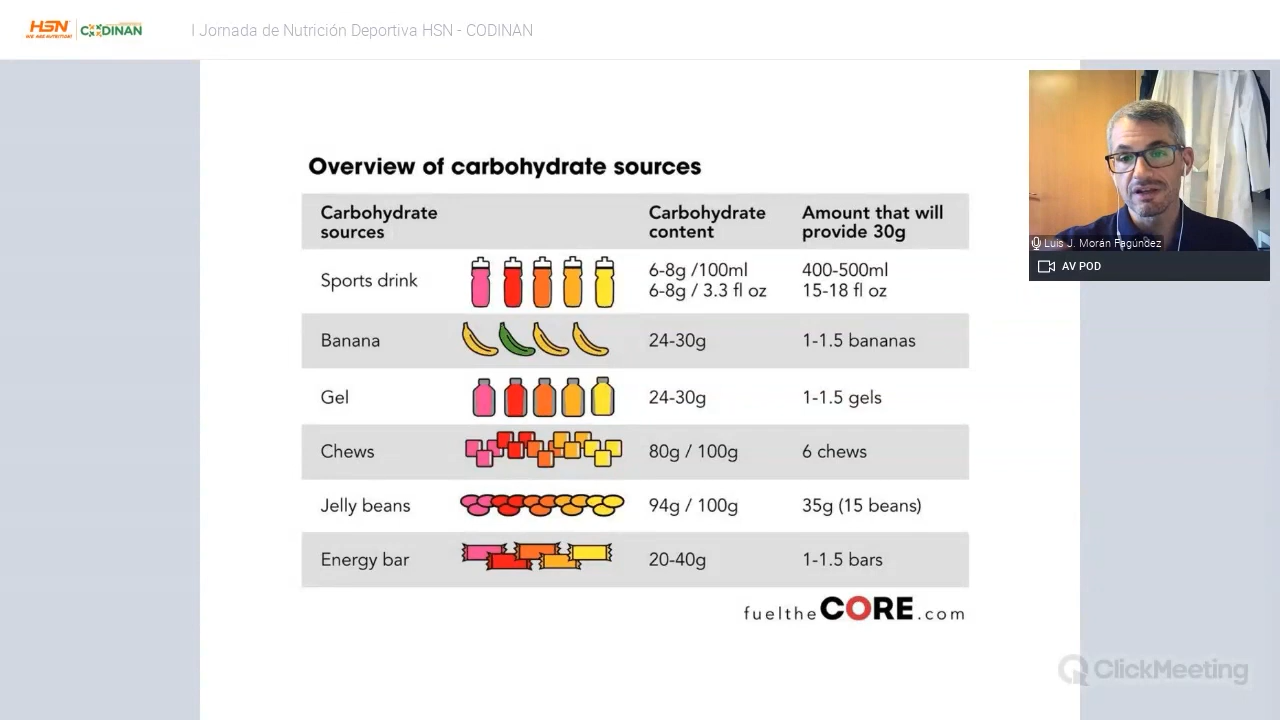 HSN
WE ARE NUTRITION!
CODINAN
I Jornada de Nutrición Deportiva HSN - CODINAN
Overview of carbohydrate sources
Carbohydrate sources
Carbohydrate content
Amount that will provide 30g
Sports drink
6-8g /100ml
6-8g / 3.3 fl oz
400-500ml
15-18 fl oz
Banana
24-30g
1-1.5 bananas
Gel
24-30g
1-1.5 gels
Chews
80g / 100g
6 chews
Jelly beans
94g / 100g
35g (15 beans)
Energy bar
20-40g
1-1.5 bars
fueltheCORE.com
Luis J. Morán Fagúndez
AV POD
ClickMeeting